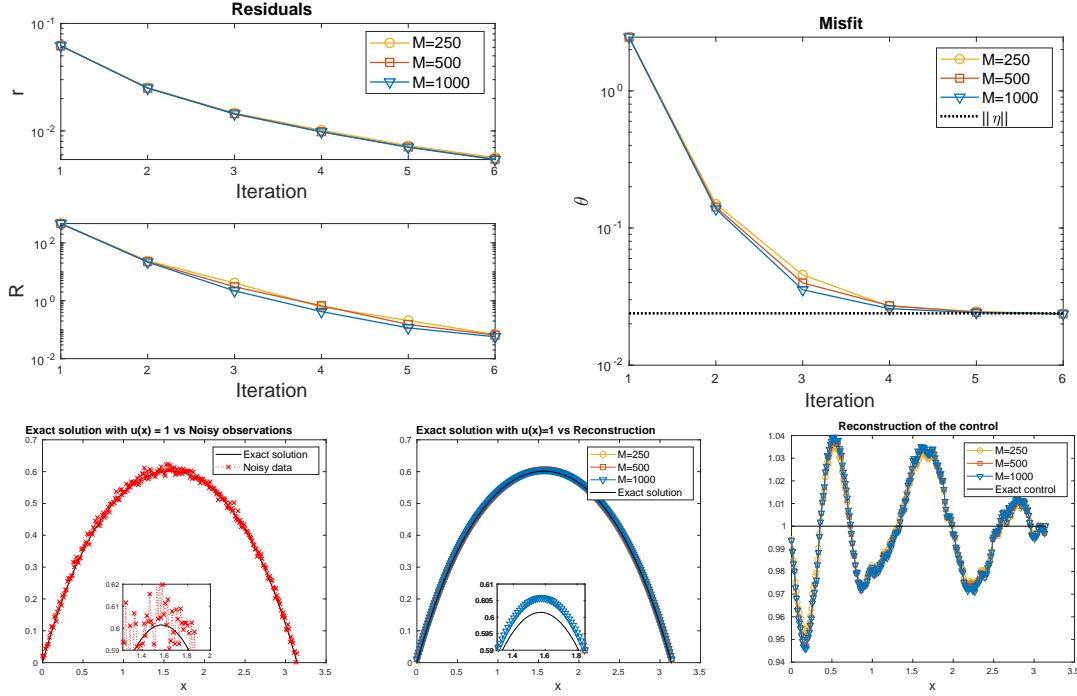 Residuals
10^-1
10^-2
r
M=250
M=500
M=1000
1 2 3 4 5 6
Iteration
10^2
10^0
10^-2
R
1 2 3 4 5 6
Iteration
Misfit
10^0
10^-1
10^-2
θ
M=250
M=500
M=1000
|| η||
1 2 3 4 5 6
Iteration
Exact solution with u(x) = 1 vs Noisy observations
0.7
0.6
0.5
0.4
0.3
0.2
0.1
0
Exact solution
Noisy data
0.62
0.61
0.6
0.59
1.4 1.6 1.8 2
0 0.5 1 1.5 2 2.5 3 3.5
x
Exact solution with u(x)=1 vs Reconstruction
0.7
0.6
0.5
0.4
0.3
0.2
0.1
0
M=250
M=500
M=1000
Exact solution
0.61
0.605
0.6
0.595
0.59
1.4 1.6 1.8
0 0.5 1 1.5 2 2.5 3 3.5
x
Reconstruction of the control
1.04
1.03
1.02
1.01
1
0.99
0.98
0.97
0.96
0.95
0.94
M=250
M=500
M=1000
Exact control
0 0.5 1 1.5 2 2.5 3 3.5
x